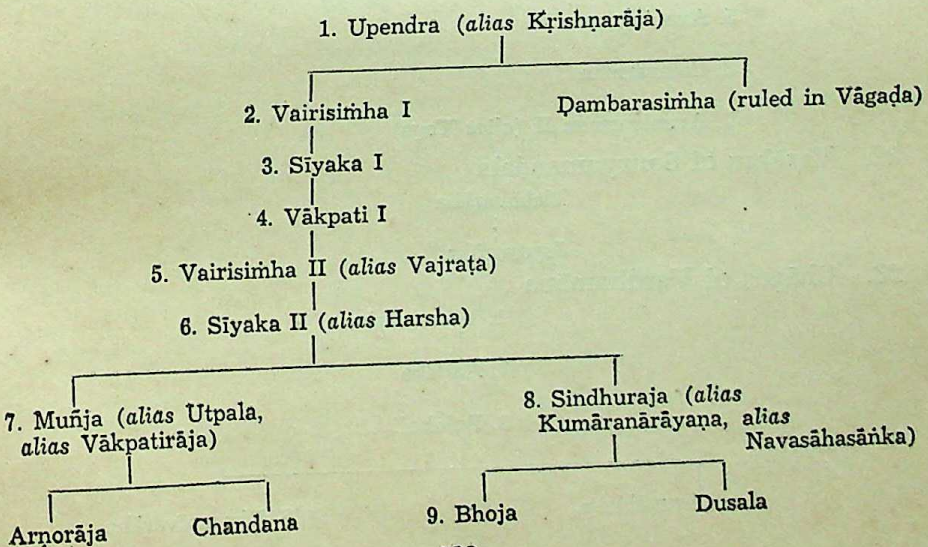 1. Upendra (alias Kṛishṇarāja)
2. Vairisiṁha I
Ḍambarasiṁha (ruled in Vāgaḍa)
3. Sīyaka I
4. Vākpati I
5. Vairisiṁha II (alias Vajraṭa)
6. Sīyaka II (alias Harsha)
7. Muñja (alias Utpala,
alias Vākpatirāja)
8. Sindhuraja (alias
Kumāranārāyaṇa, alias
Navasāhasāṅka)
Arṇorāja
Chandana
9. Bhoja
Dusala